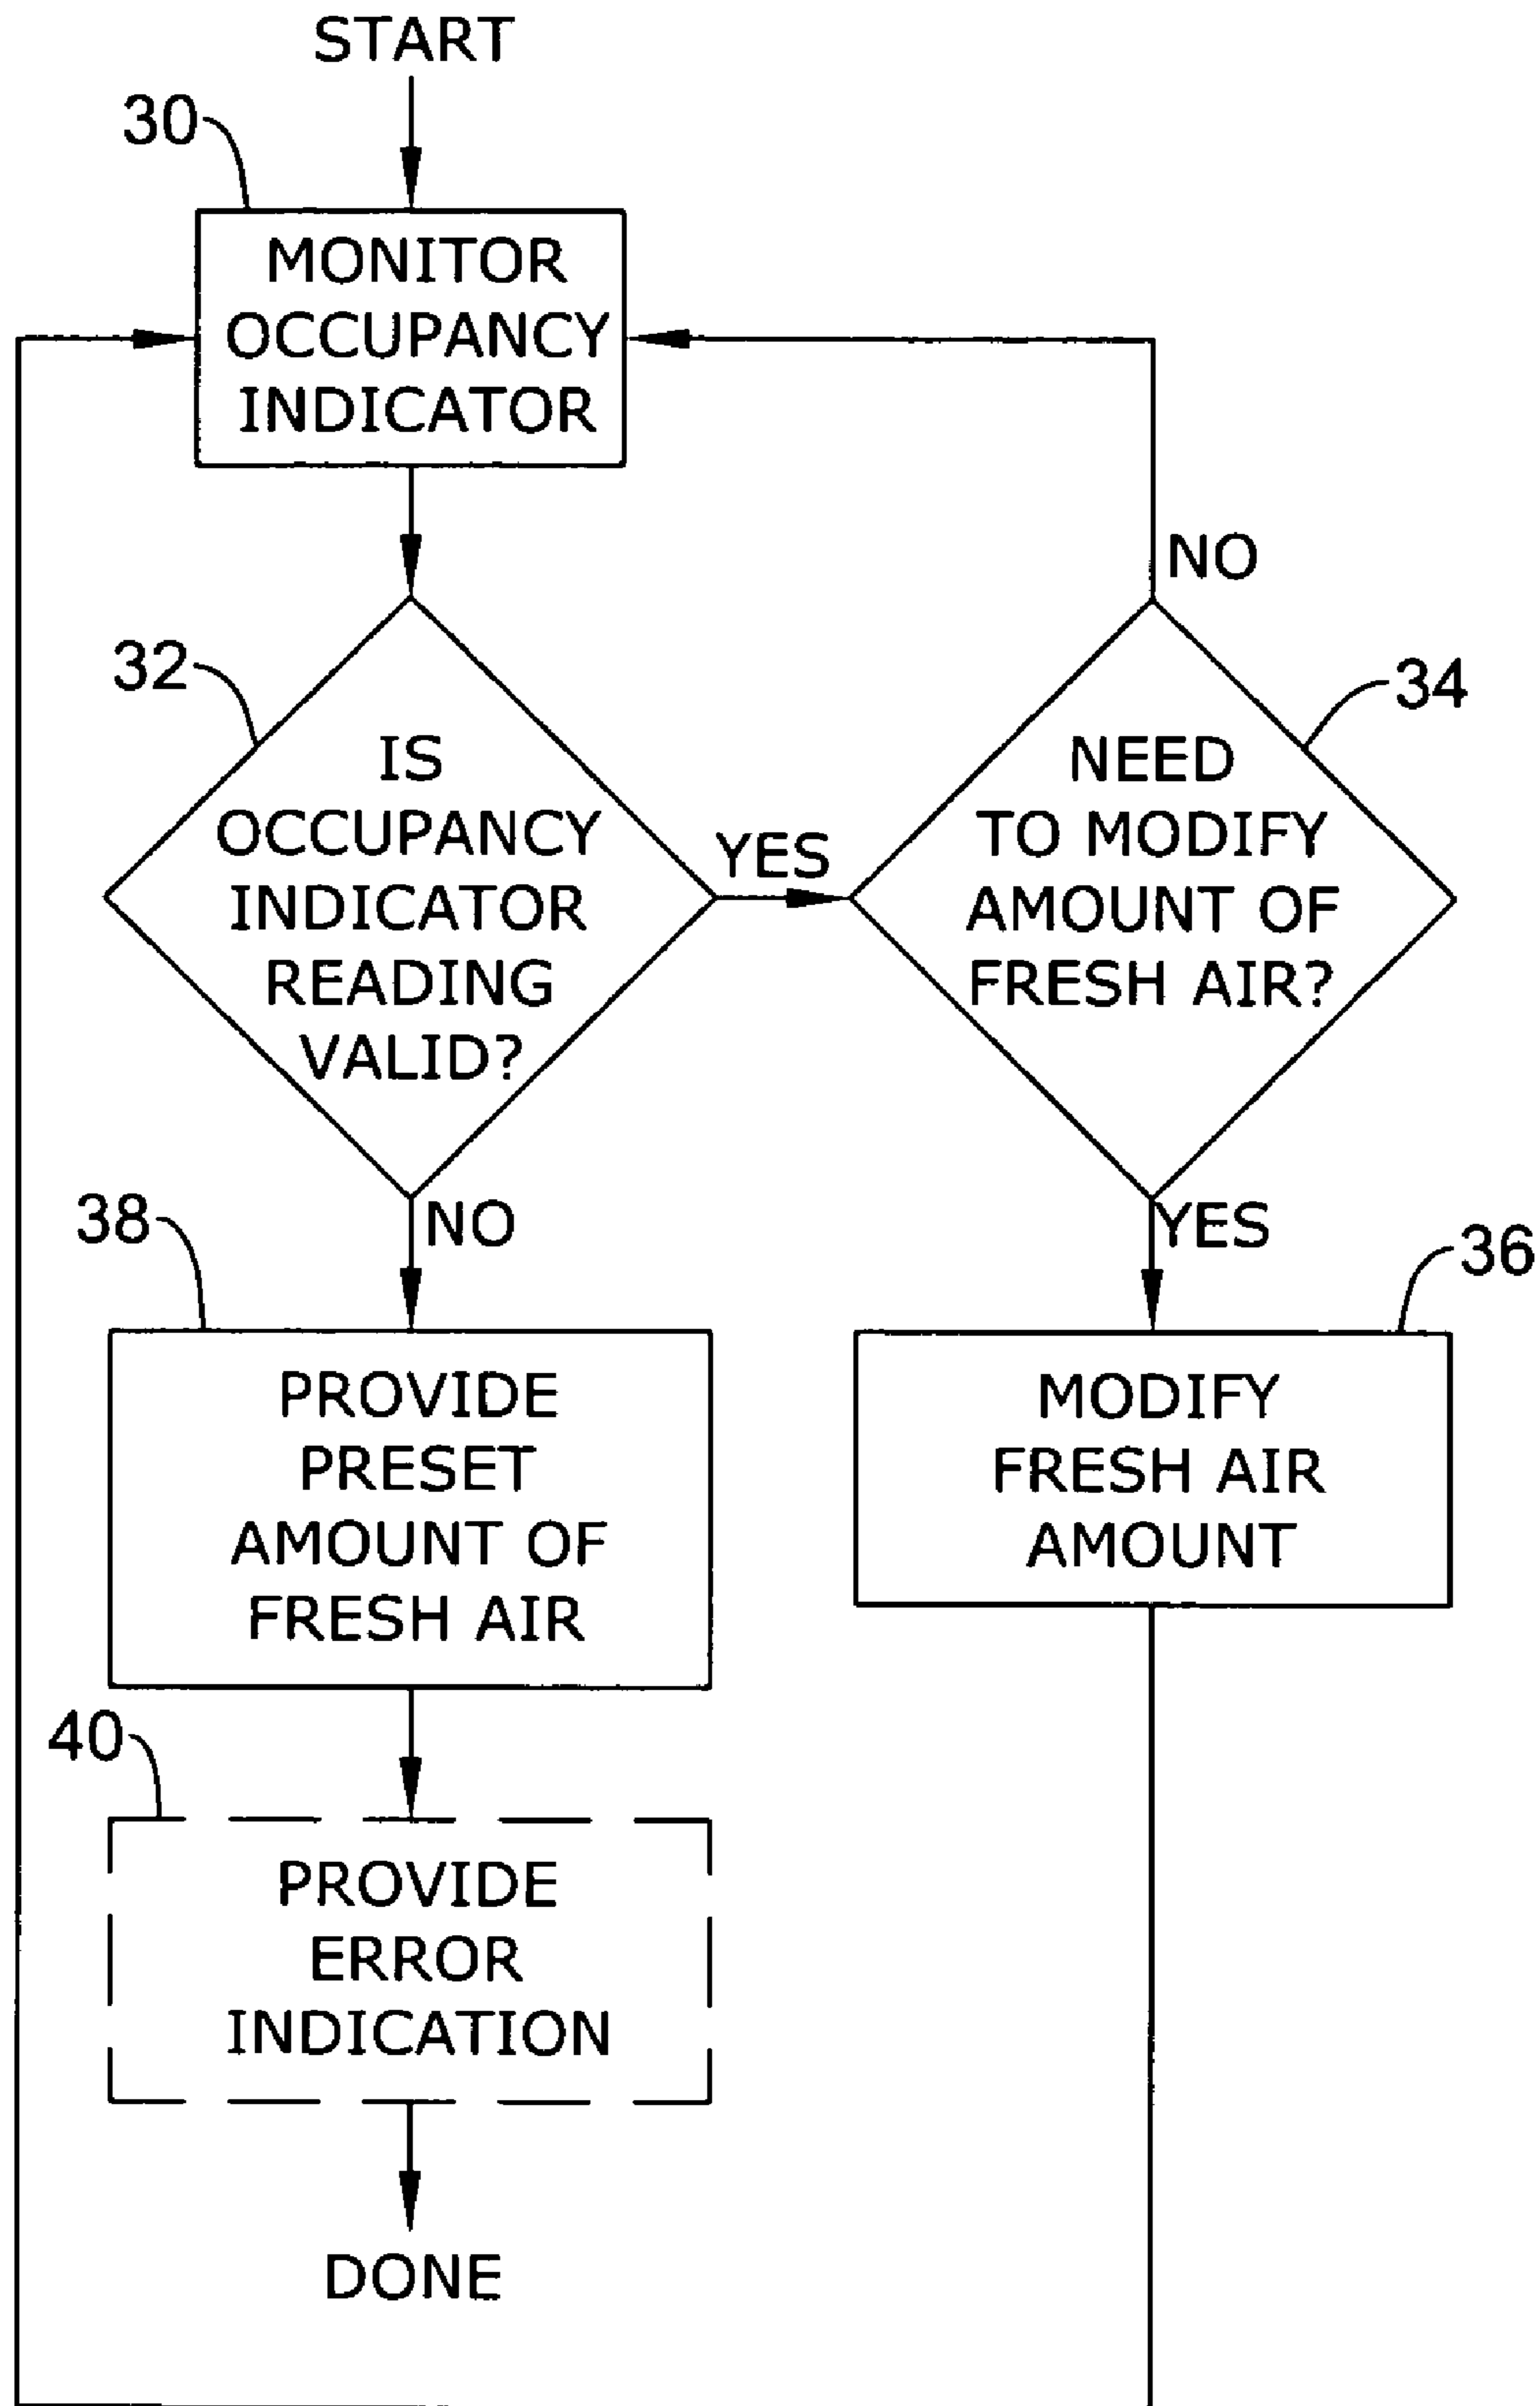 START
30
MONITOR
OCCUPANCY
INDICATOR
NO
32
34
IS
OCCUPANCY
INDICATOR
READING
VALID?
YES
NEED
TO MODIFY
AMOUNT OF
FRESH AIR?
NO
YES
38
36
PROVIDE
PRESET
AMOUNT OF
FRESH AIR
MODIFY
FRESH AIR
AMOUNT
40
PROVIDE
ERROR
INDICATION
DONE